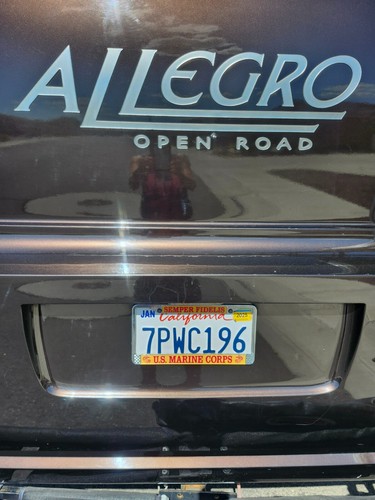 ALLEGRO
OPEN ROAD
SEMPER FIDELIS
JAN California
7PWC196
U.S. MARINE CORPS